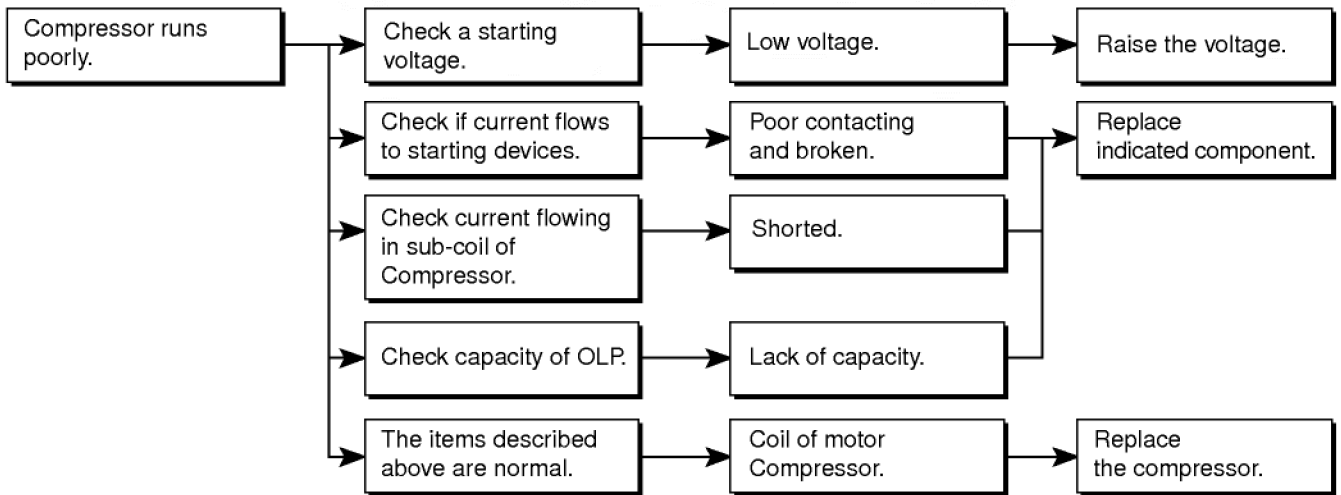 Compressor runs
poorly.
Check a starting
voltage.
Low voltage.
Raise the voltage.
Check if current flows
to starting devices.
Poor contacting
and broken.
Replace
indicated component.
Check current flowing
in sub-coil of
Compressor.
Shorted.
Check capacity of OLP.
Lack of capacity.
The items described
above are normal.
Coil of motor
Compressor.
Replace
the compressor.